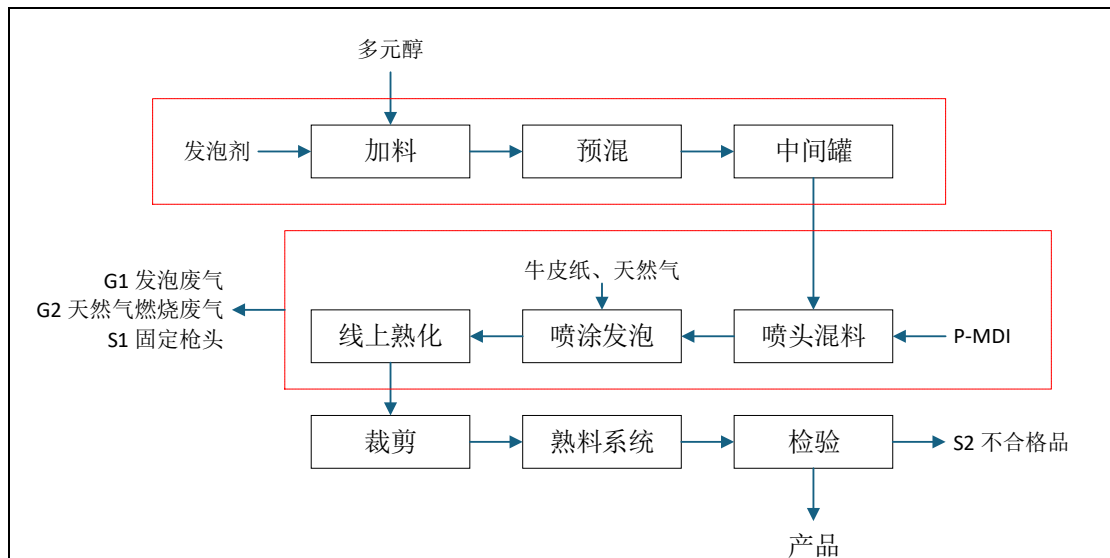 多元醇
发泡剂
加料
预混
中间罐
G1 发泡废气
G2 天然气燃烧废气
S1 固定枪头
牛皮纸、天然气
线上熟化
喷涂发泡
喷头混料
P-MDI
裁剪
熟料系统
检验
S2 不合格品
产品